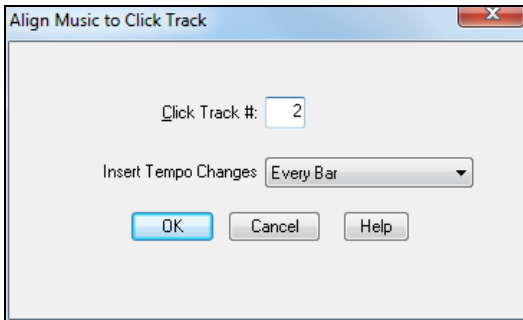 Align Music to Click Track
Click Track #: 2
Insert Tempo Changes Every Bar
OK Cancel Help